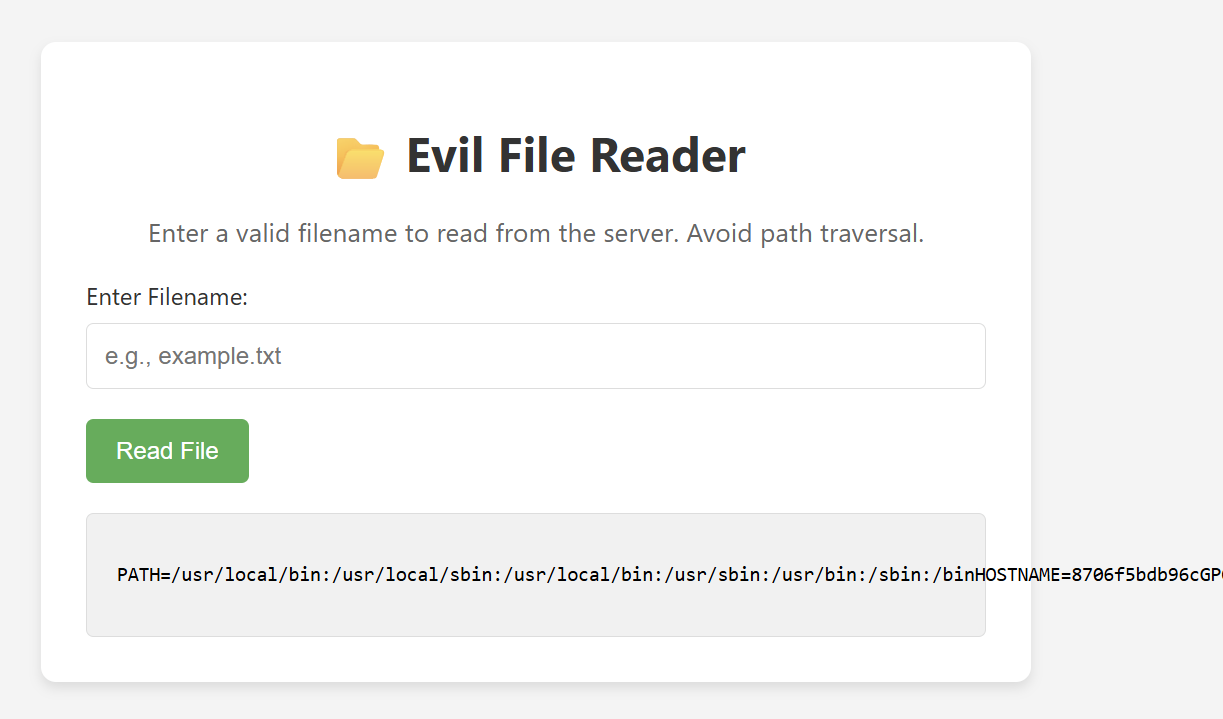 Evil File Reader
Enter a valid filename to read from the server. Avoid path traversal.
Enter Filename:
e.g., example.txt
Read File
PATH=/usr/local/bin:/usr/local/sbin:/usr/local/bin:/usr/sbin:/usr/bin:/sbin:/binHOSTNAME=8706f5bdb96cGP